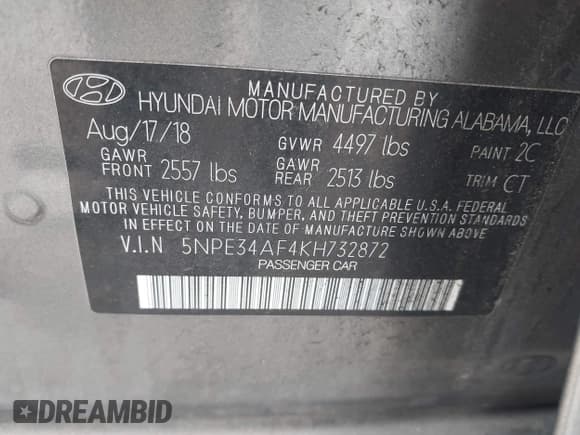 MANUFACTURED BY
HYUNDAI MOTOR MANUFACTURING ALABAMA, LLC
Aug/17/18 GVWR 4497 lbs PAINT 2C
GAWR FRONT 2557 lbs GAWR REAR 2513 lbs TRIM CT
THIS VEHICLE CONFORMS TO ALL APPLICABLE U.S.A. FEDERAL
MOTOR VEHICLE SAFETY, BUMPER, AND THEFT PREVENTION STANDARDS
IN EFFECT ON THE DATE OF MANUFACTURE SHOWN ABOVE
V.I.N 5NPE34AF4KH732872
PASSENGER CAR
DREAMBID